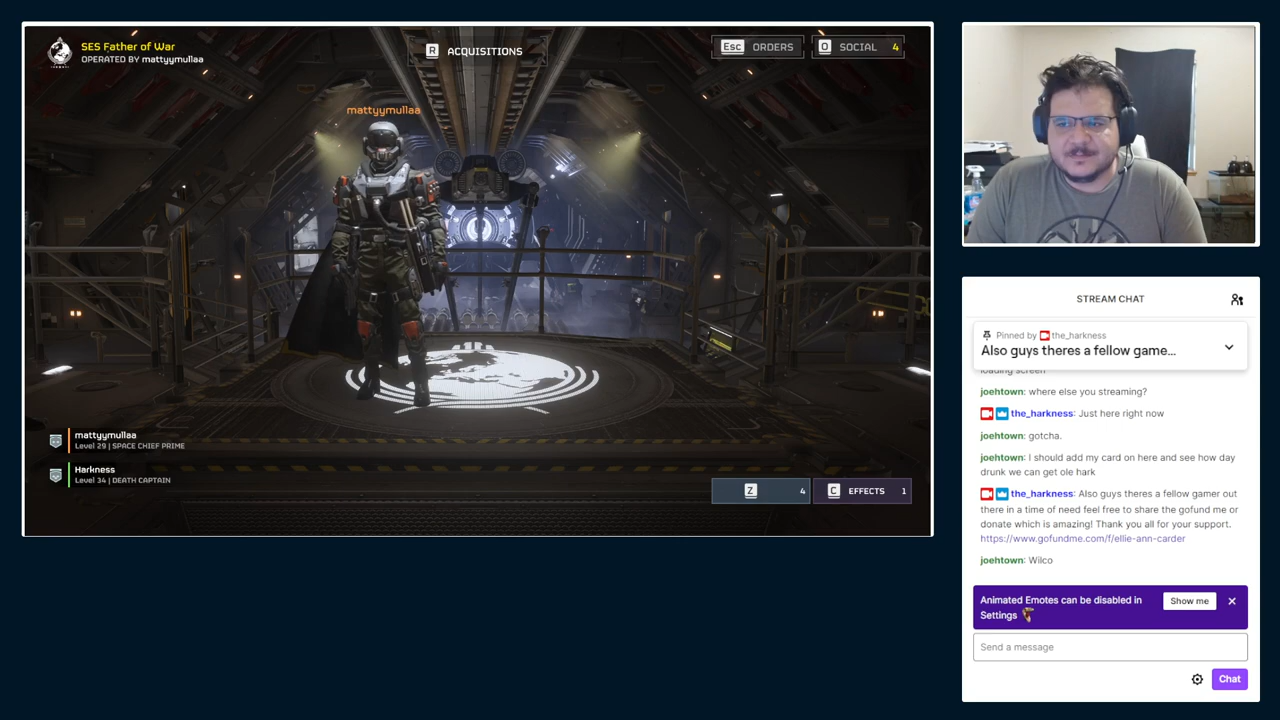 SES Father of War
OPERATED BY mattyymullaa
R ACQUISITIONS
Esc ORDERS
O SOCIAL 4
mattyymullaa
mattyymullaa
Level 29 | SPACE CHIEF PRIME
Harkness
Level 34 | DEATH CAPTAIN
Z 4
C EFFECTS 1
STREAM CHAT
Pinned by the_harkness
Also guys theres a fellow game...
loading screen
joehtown: where else you streaming?
the_harkness: Just here right now
joehtown: gotcha.
joehtown: I should add my card on here and see how day
drunk we can get ole hark
the_harkness: Also guys theres a fellow gamer out
there in a time of need feel free to share the gofund me or
donate which is amazing! Thank you all for your support.
https://www.gofundme.com/f/ellie-ann-carder
joehtown: Wilco
Animated Emotes can be disabled in
Settings
Show me
Send a message
Chat